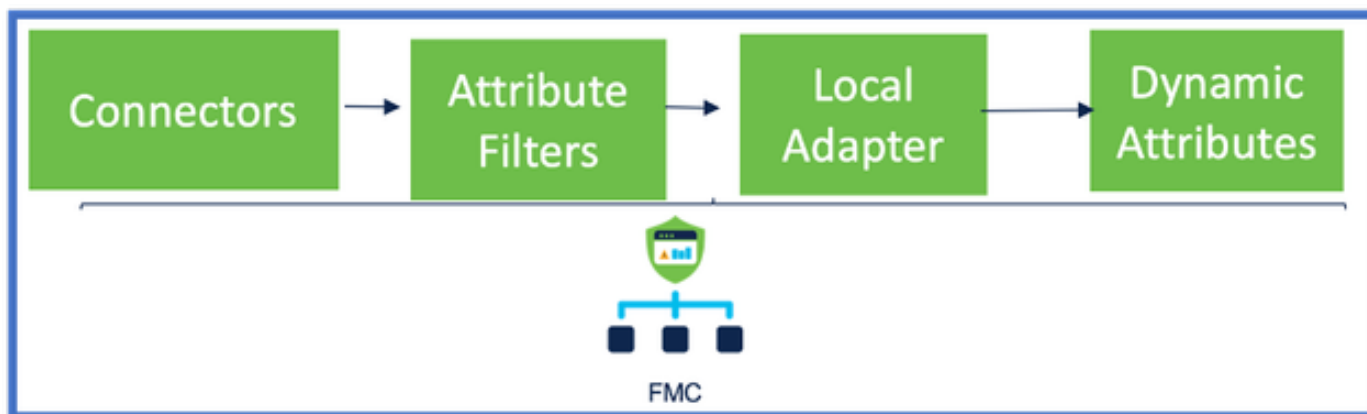 Connectors
Attribute
Filters
Local
Adapter
Dynamic
Attributes
FMC